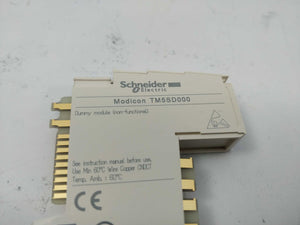 Schneider
Electric
Modicon TM5SD000
Dummy module (non-functional)
See instruction manual before use.
Use Min 60°C Wire Copper CNDCT
Temp. Amb. : 60°C
CE